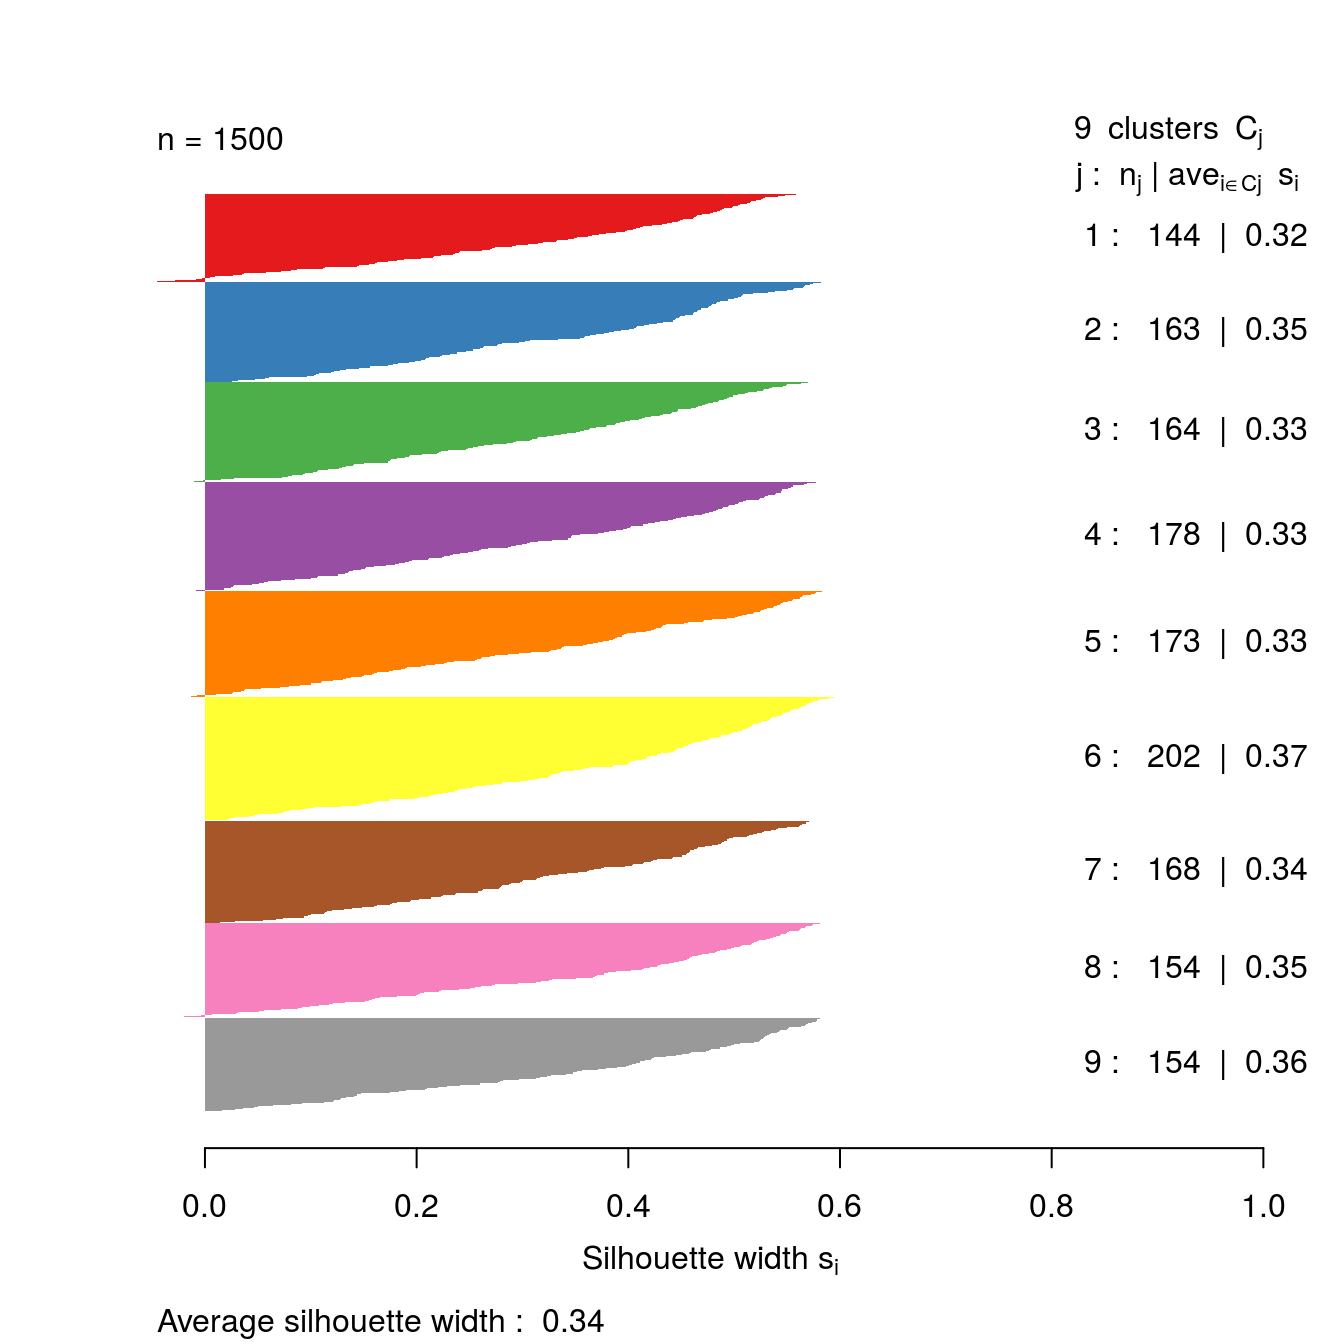 n = 1500
9 clusters Cj
j : nj | ave i∈Cj si
1 : 144 | 0.32
2 : 163 | 0.35
3 : 164 | 0.33
4 : 178 | 0.33
5 : 173 | 0.33
6 : 202 | 0.37
7 : 168 | 0.34
8 : 154 | 0.35
9 : 154 | 0.36
0.0 0.2 0.4 0.6 0.8 1.0
Silhouette width si
Average silhouette width : 0.34